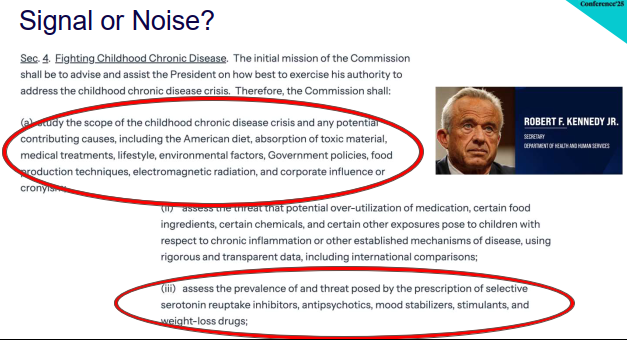 Conference'25
Signal or Noise?
Sec. 4. Fighting Childhood Chronic Disease. The initial mission of the Commission
shall be to advise and assist the President on how best to exercise his authority to
address the childhood chronic disease crisis. Therefore, the Commission shall:
(a) study the scope of the childhood chronic disease crisis and any potential
contributing causes, including the American diet, absorption of toxic material,
medical treatments, lifestyle, environmental factors, Government policies, food
production techniques, electromagnetic radiation, and corporate influence or
cronyism;
ROBERT F. KENNEDY JR.
SECRETARY
DEPARTMENT OF HEALTH AND HUMAN SERVICES
(ii) assess the threat that potential over-utilization of medication, certain food
ingredients, certain chemicals, and certain other exposures pose to children with
respect to chronic inflammation or other established mechanisms of disease, using
rigorous and transparent data, including international comparisons;
(iii) assess the prevalence of and threat posed by the prescription of selective
serotonin reuptake inhibitors, antipsychotics, mood stabilizers, stimulants, and
weight-loss drugs;